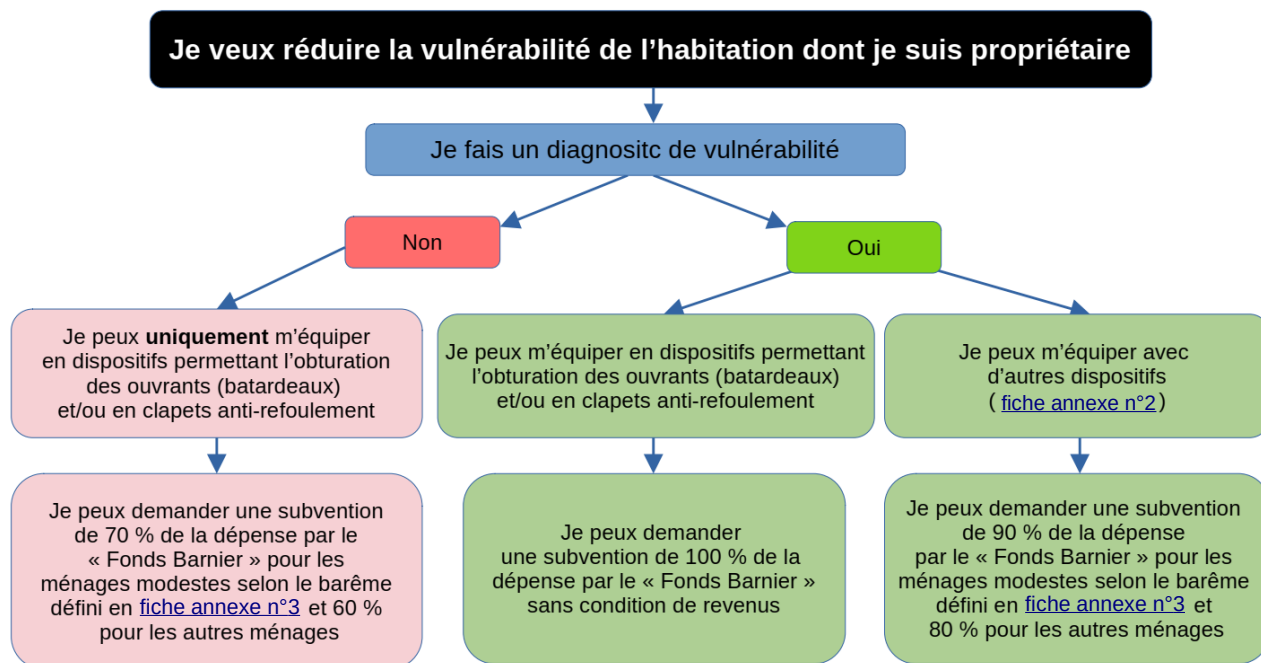 Je veux réduire la vulnérabilité de l’habitation dont je suis propriétaire
Je fais un diagnositc de vulnérabilité
Non
Oui
Je peux uniquement m’équiper
en dispositifs permettant l’obturation
des ouvrants (batardeaux)
et/ou en clapets anti-refoulement
Je peux m’équiper en dispositifs permettant
l’obturation des ouvrants (batardeaux)
et/ou en clapets anti-refoulement
Je peux m’équiper avec
d’autres dispositifs
( fiche annexe n°2)
Je peux demander une subvention
de 70 % de la dépense par le
« Fonds Barnier » pour les
ménages modestes selon le barême
défini en fiche annexe n°3 et 60 %
pour les autres ménages
Je peux demander
une subvention de 100 % de la
dépense par le « Fonds Barnier »
sans condition de revenus
Je peux demander une subvention
de 90 % de la dépense
par le « Fonds Barnier » pour les
ménages modestes selon le barême
défini en fiche annexe n°3 et
80 % pour les autres ménages